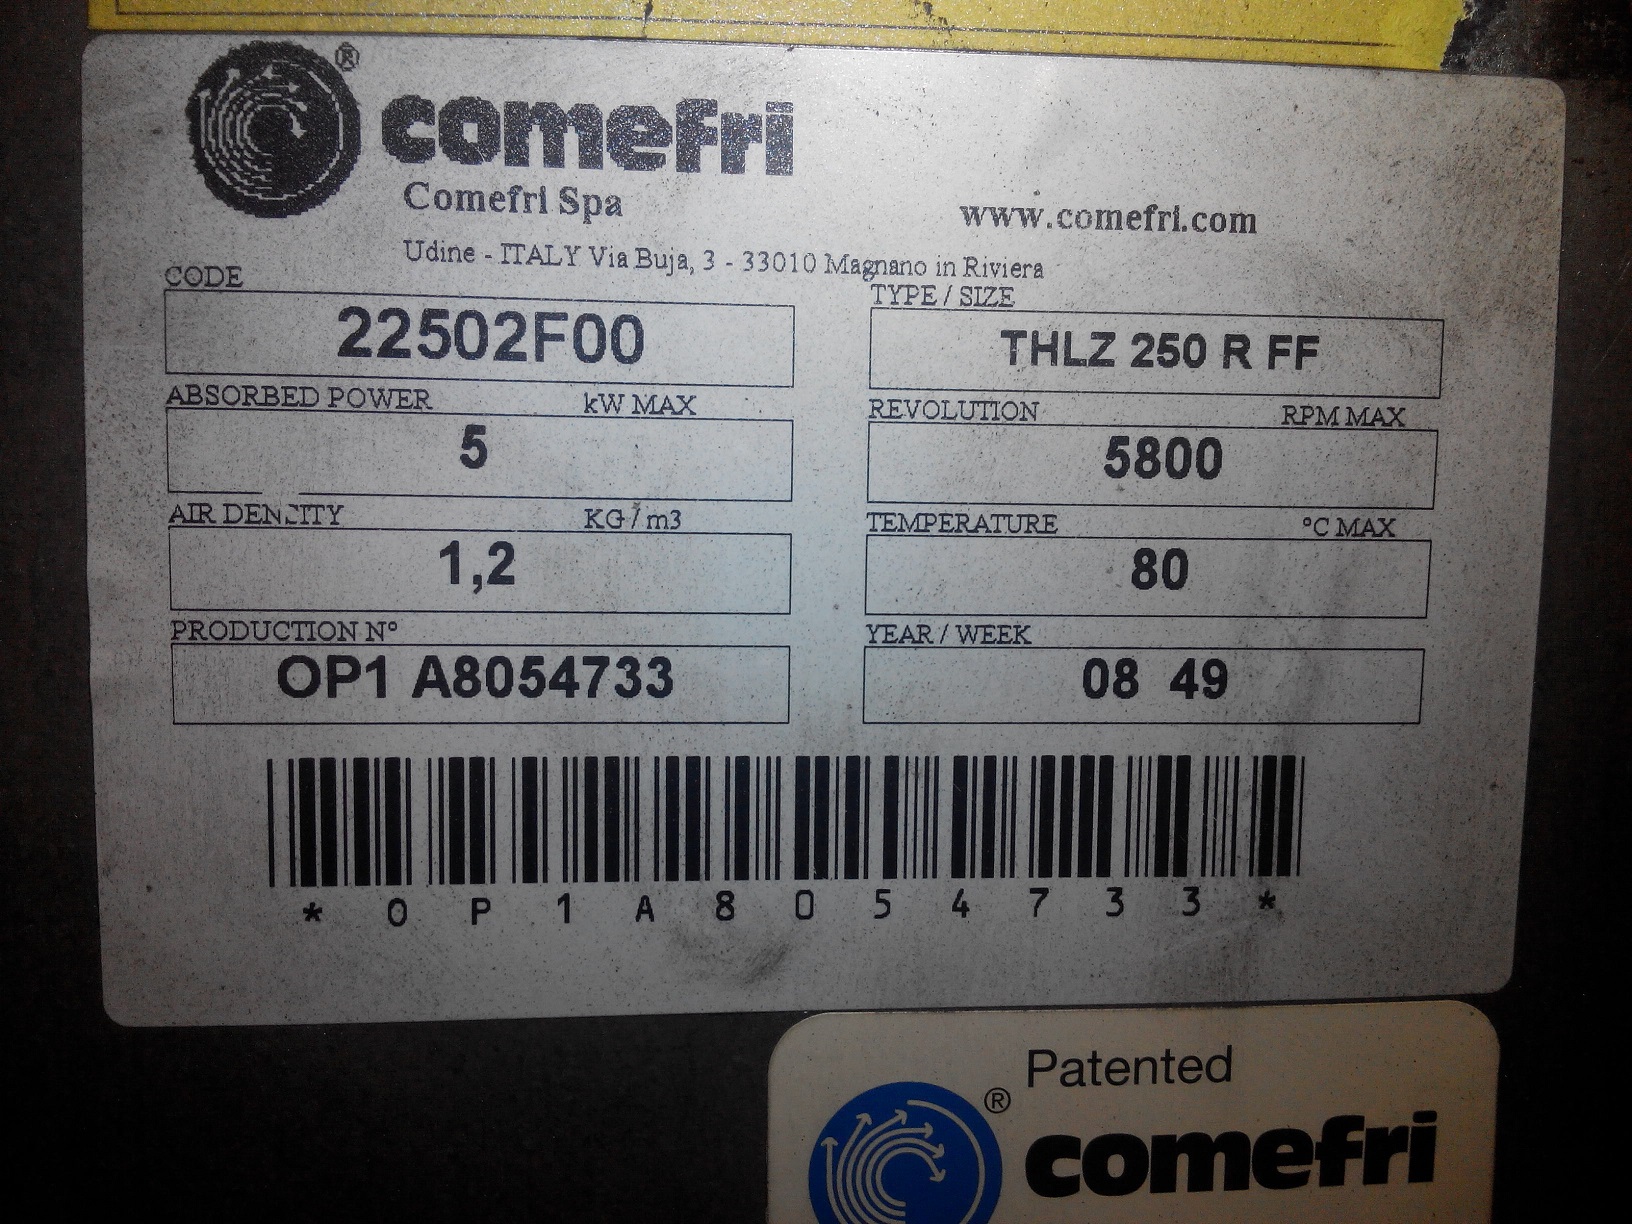 ®
comefri
Comefri Spa
www.comefri.com
Udine - ITALY Via Buja, 3 - 33010 Magnano in Riviera
CODE
22502F00
TYPE / SIZE
THLZ 250 R FF
ABSORBED POWER kW MAX
5
REVOLUTION RPM MAX
5800
AIR DENCITY KG / m3
1,2
TEMPERATURE °C MAX
80
PRODUCTION N°
OP1 A8054733
YEAR / WEEK
08 49
* O P 1 A 8 0 5 4 7 3 3 *
Patented
®
comefri